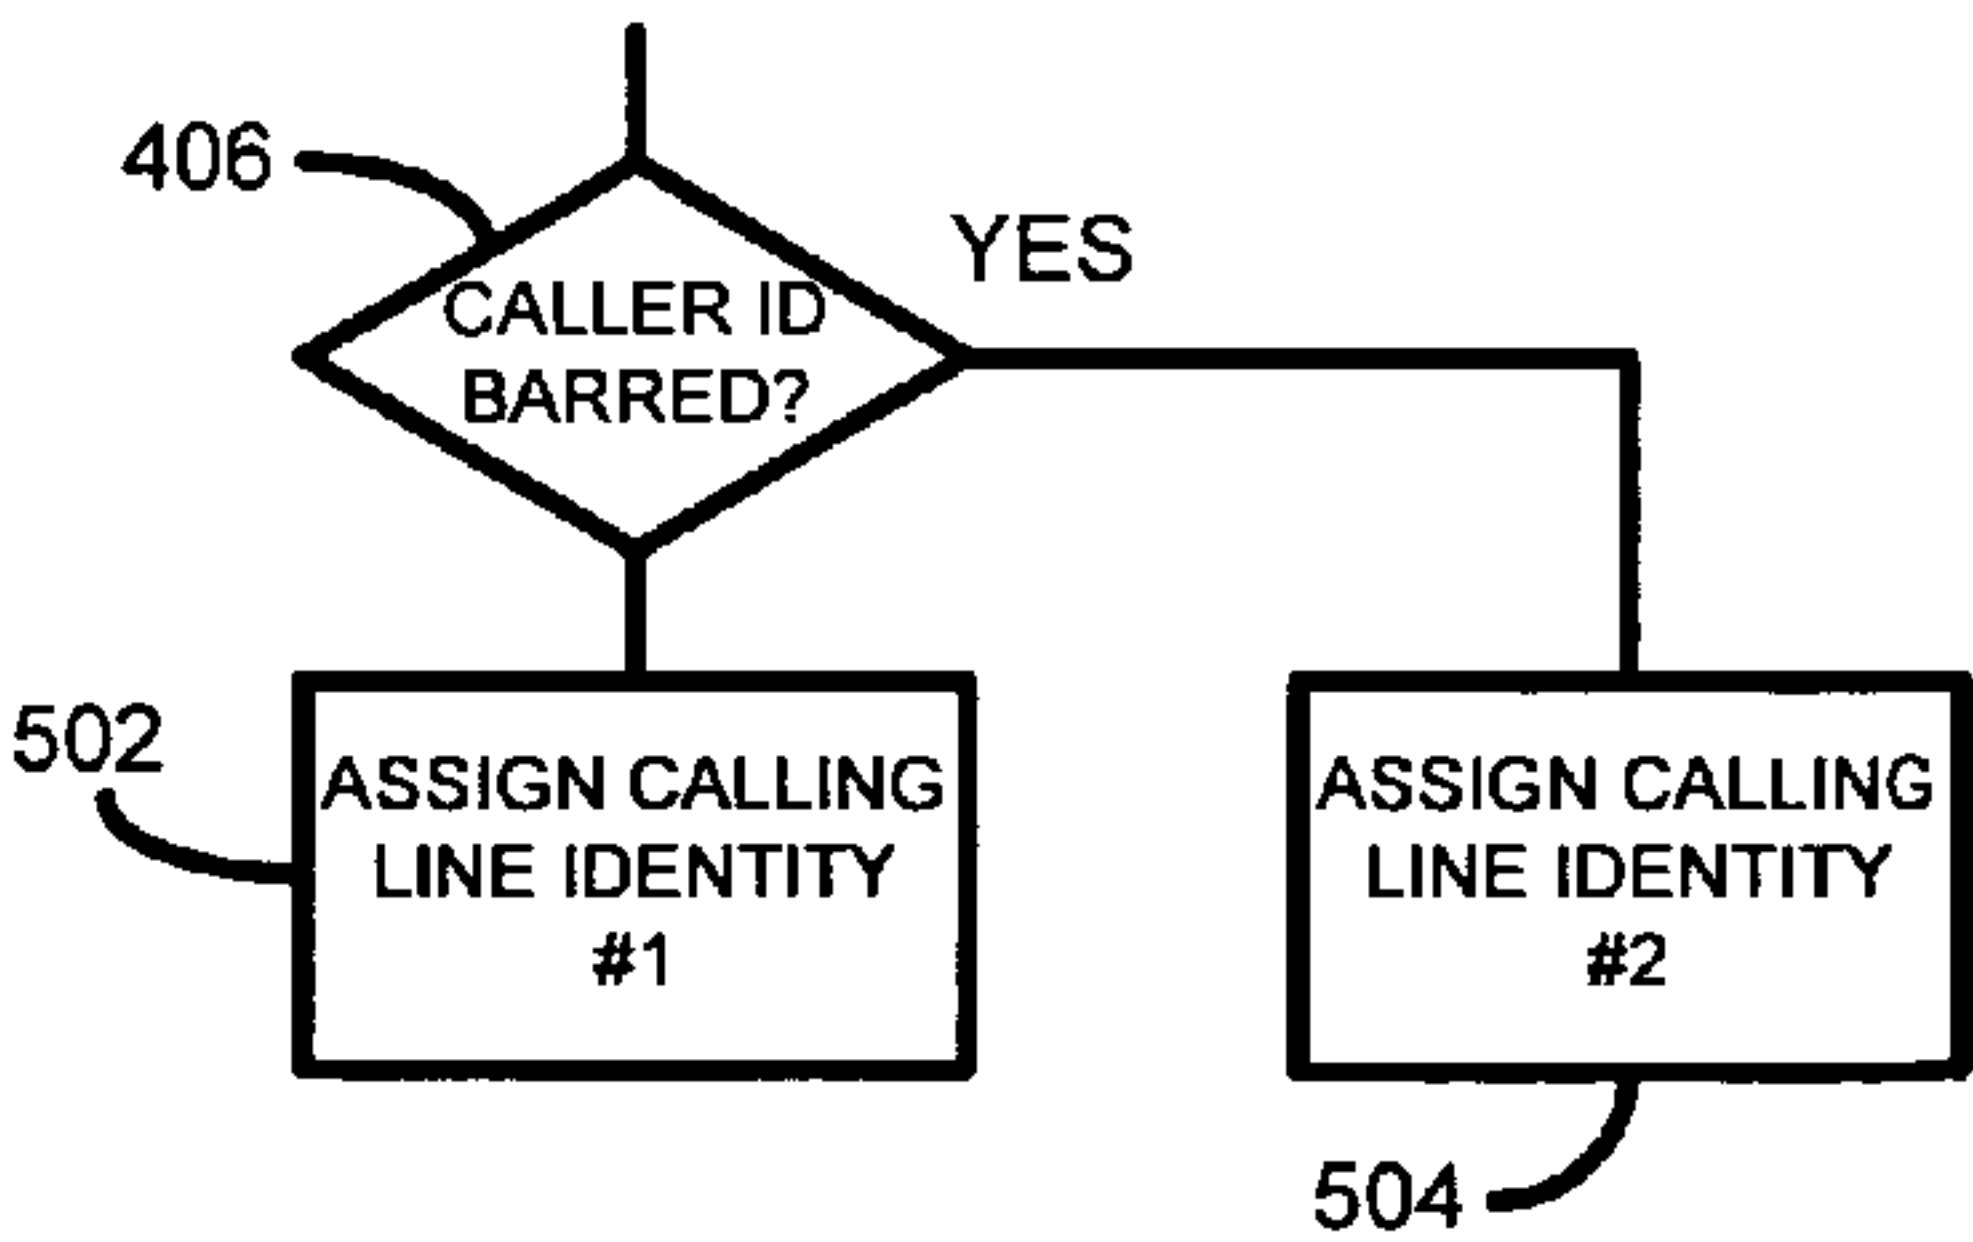 406
YES
CALLER ID
BARRED?
502
ASSIGN CALLING
LINE IDENTITY
#1
ASSIGN CALLING
LINE IDENTITY
#2
504